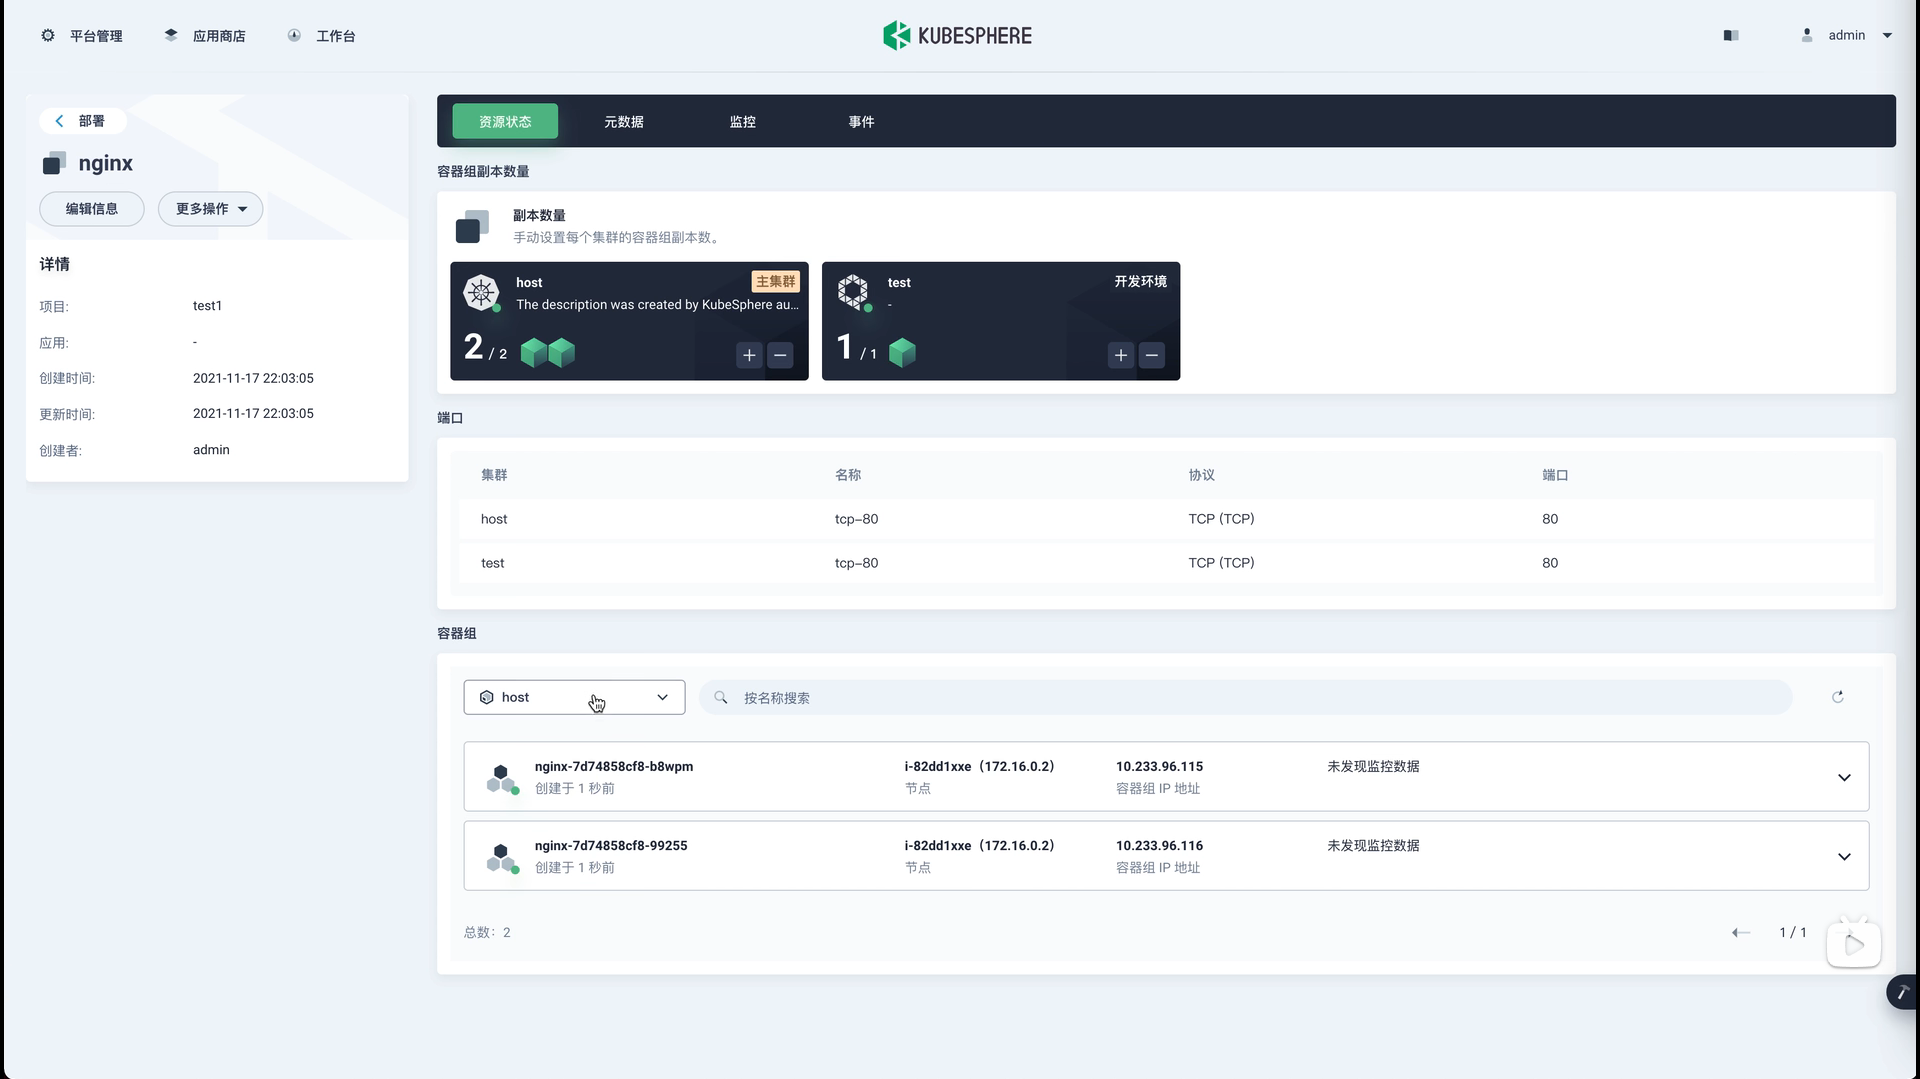 平台管理
应用商店
工作台
KUBESPHERE
admin
部署
nginx
编辑信息
更多操作
详情
项目: test1
应用: -
创建时间: 2021-11-17 22:03:05
更新时间: 2021-11-17 22:03:05
创建者: admin
资源状态
元数据
监控
事件
容器组副本数量
副本数量
手动设置每个集群的容器组副本数。
host
主集群
The description was created by KubeSphere au...
2 / 2
test
开发环境
-
1 / 1
端口
集群 名称 协议 端口
host tcp-80 TCP (TCP) 80
test tcp-80 TCP (TCP) 80
容器组
host
按名称搜索
nginx-7d74858cf8-b8wpm i-82dd1xxe（172.16.0.2） 10.233.96.115 未发现监控数据
创建于 1 秒前 节点 容器组 IP 地址
nginx-7d74858cf8-99255 i-82dd1xxe（172.16.0.2） 10.233.96.116 未发现监控数据
创建于 1 秒前 节点 容器组 IP 地址
总数：2
1 / 1